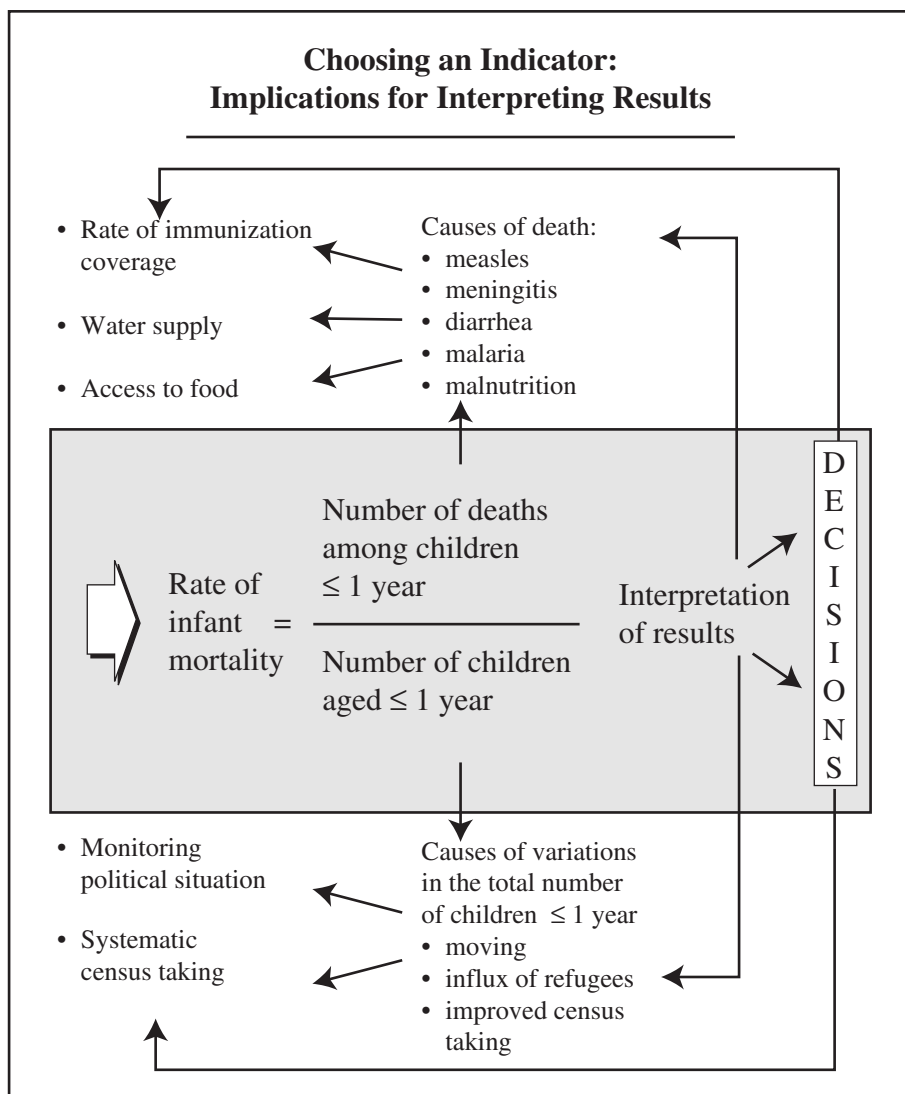 Choosing an Indicator:
Implications for Interpreting Results
• Rate of immunization
coverage
• Water supply
• Access to food
Causes of death:
• measles
• meningitis
• diarrhea
• malaria
• malnutrition
Rate of
infant =
mortality
Number of deaths
among children
≤ 1 year
Number of children
aged ≤ 1 year
Interpretation
of results
D
E
C
I
S
I
O
N
S
• Monitoring
political situation
• Systematic
census taking
Causes of variations
in the total number
of children ≤ 1 year
• moving
• influx of refugees
• improved census
taking